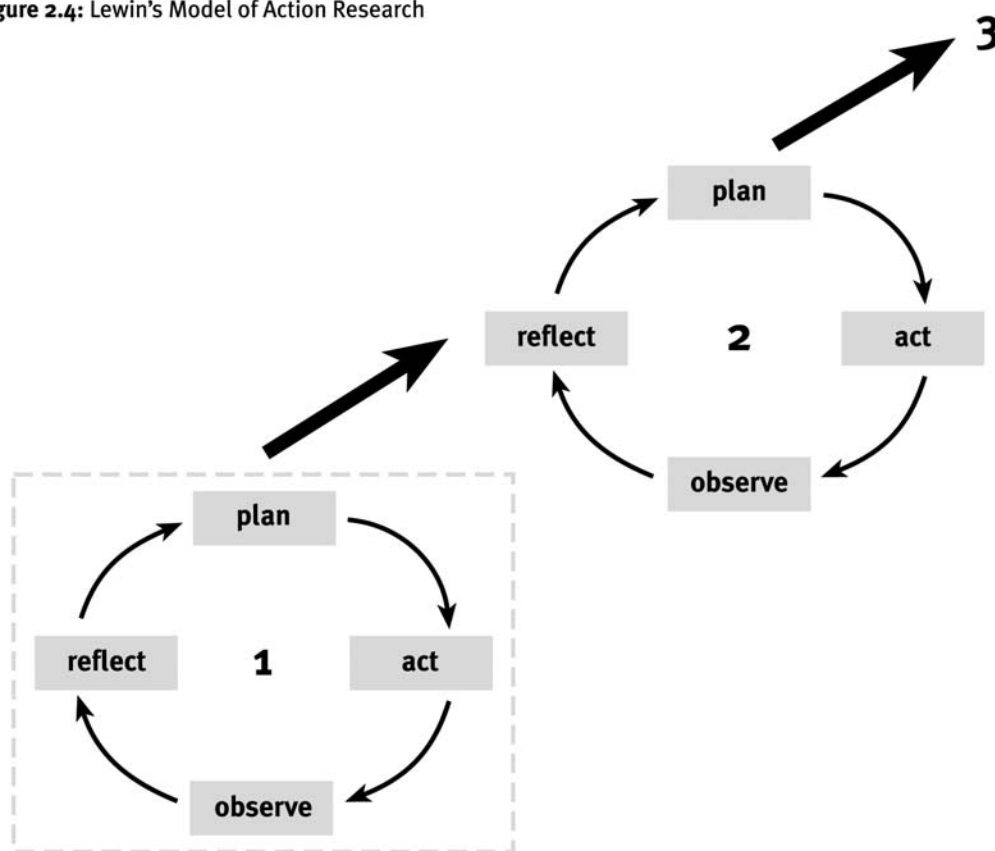 gure 2.4: Lewin's Model of Action Research
3
plan
reflect
2
act
observe
plan
reflect
1
act
observe